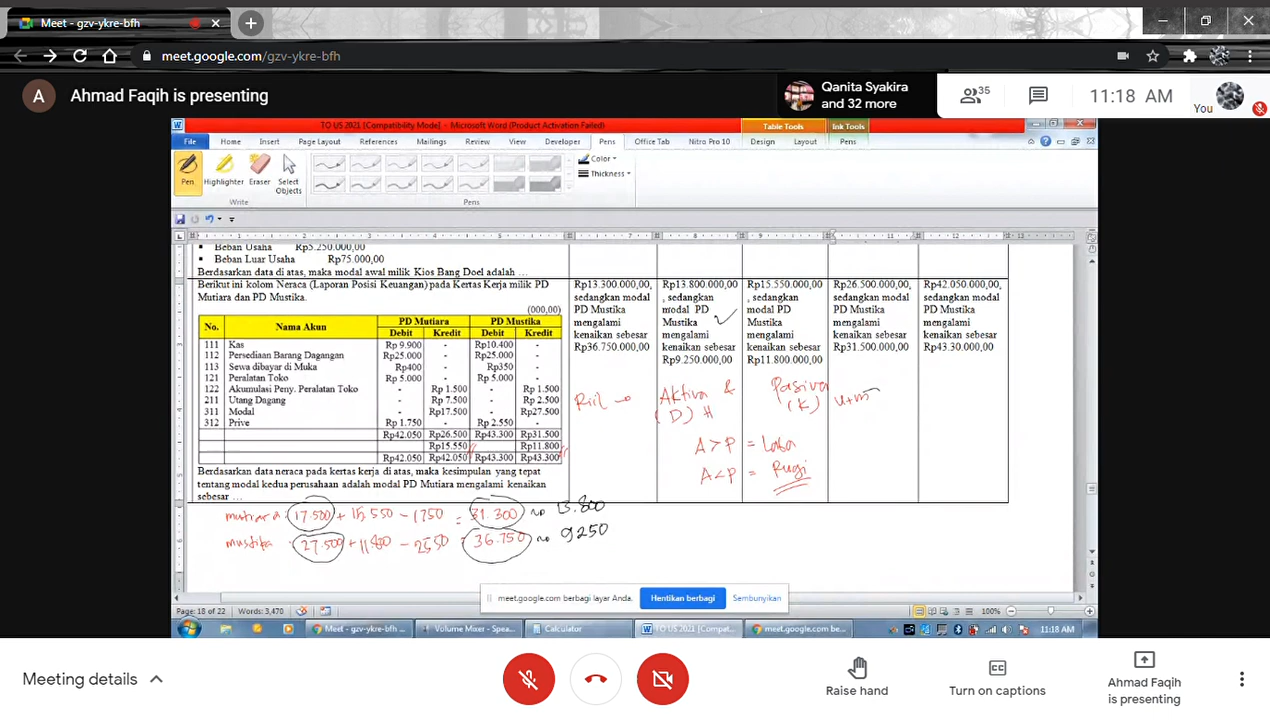 Meet - gzv-ykre-bfh
meet.google.com/gzv-ykre-bfh
A
Ahmad Faqih is presenting
Qanita Syakira
and 32 more
35
11:18 AM
You
TO US 2021 [Compatibility Mode] - Microsoft Word (Product Activation Failed)
Table Tools
Ink Tools
File Home Insert Page Layout References Mailings Review View Developer Pens Office Tab Nitro Pro 10 Design Layout Pens
Pen Highlighter Eraser Select Objects
Color
Thickness
Write
Pens
Beban Usaha Rp5.250.000,00
Beban Luar Usaha Rp75.000,00
Berdasarkan data di atas, maka modal awal milik Kios Bang Doel adalah ...
Berikut ini kolom Neraca (Laporan Posisi Keuangan) pada Kertas Kerja milik PD
Mutiara dan PD Mustika.
(000,00)
No. Nama Akun PD Mutiara PD Mustika
Debit Kredit Debit Kredit
111 Kas Rp 9.900 - Rp10.400 -
112 Persediaan Barang Dagangan Rp25.000 - Rp25.000 -
113 Sewa dibayar di Muka Rp400 - Rp350 -
121 Peralatan Toko Rp 5.000 - Rp 5.000 -
122 Akumulasi Peny. Peralatan Toko - Rp 1.500 - Rp 1.500
211 Utang Dagang - Rp 7.500 - Rp 2.500
311 Modal - Rp17.500 - Rp27.500
312 Prive Rp 1.750 - Rp 2.550 -
Rp42.050 Rp26.500 Rp43.300 Rp31.500
Rp15.550 Rp11.800
Rp42.050 Rp42.050 Rp43.300 Rp43.300
Berdasarkan data neraca pada kertas kerja di atas, maka kesimpulan yang tepat
tentang modal kedua perusahaan adalah modal PD Mutiara mengalami kenaikan
sebesar ...
Rp13.300.000,00
sedangkan modal
PD Mustika
mengalami
kenaikan sebesar
Rp36.750.000,00
Rp13.800.000,00
, sedangkan
modal PD
Mustika
mengalami
kenaikan sebesar
Rp9.250.000,00
Rp15.550.000,00
, sedangkan
modal PD
Mustika
mengalami
kenaikan sebesar
Rp11.800.000,00
Rp26.500.000,00
sedangkan modal
PD Mustika
mengalami
kenaikan sebesar
Rp31.500.000,00
Rp42.050.000,00
sedangkan modal
PD Mustika
mengalami
kenaikan sebesar
Rp43.30.000,00
Riil → Aktiva & Pasiva
(D) H (K) U+M
A>P = Laba
A<P = Rugi
mutiara : 17.500 + 15.550 - 1750 = 31.300 13.800
mustika : 27.500 + 11.800 - 2550 = 36.750 9250
meet.google.com berbagi layar Anda.
Hentikan berbagi
Sembunyikan
Page: 18 of 22 Words: 3,470 100%
Meet - gzv-ykre-bfh ... Volume Mixer - Spea... Calculator TO US 2021 [Compat... meet.google.com be... 11:18 AM
Meeting details
Raise hand
CC
Turn on captions
Ahmad Faqih
is presenting